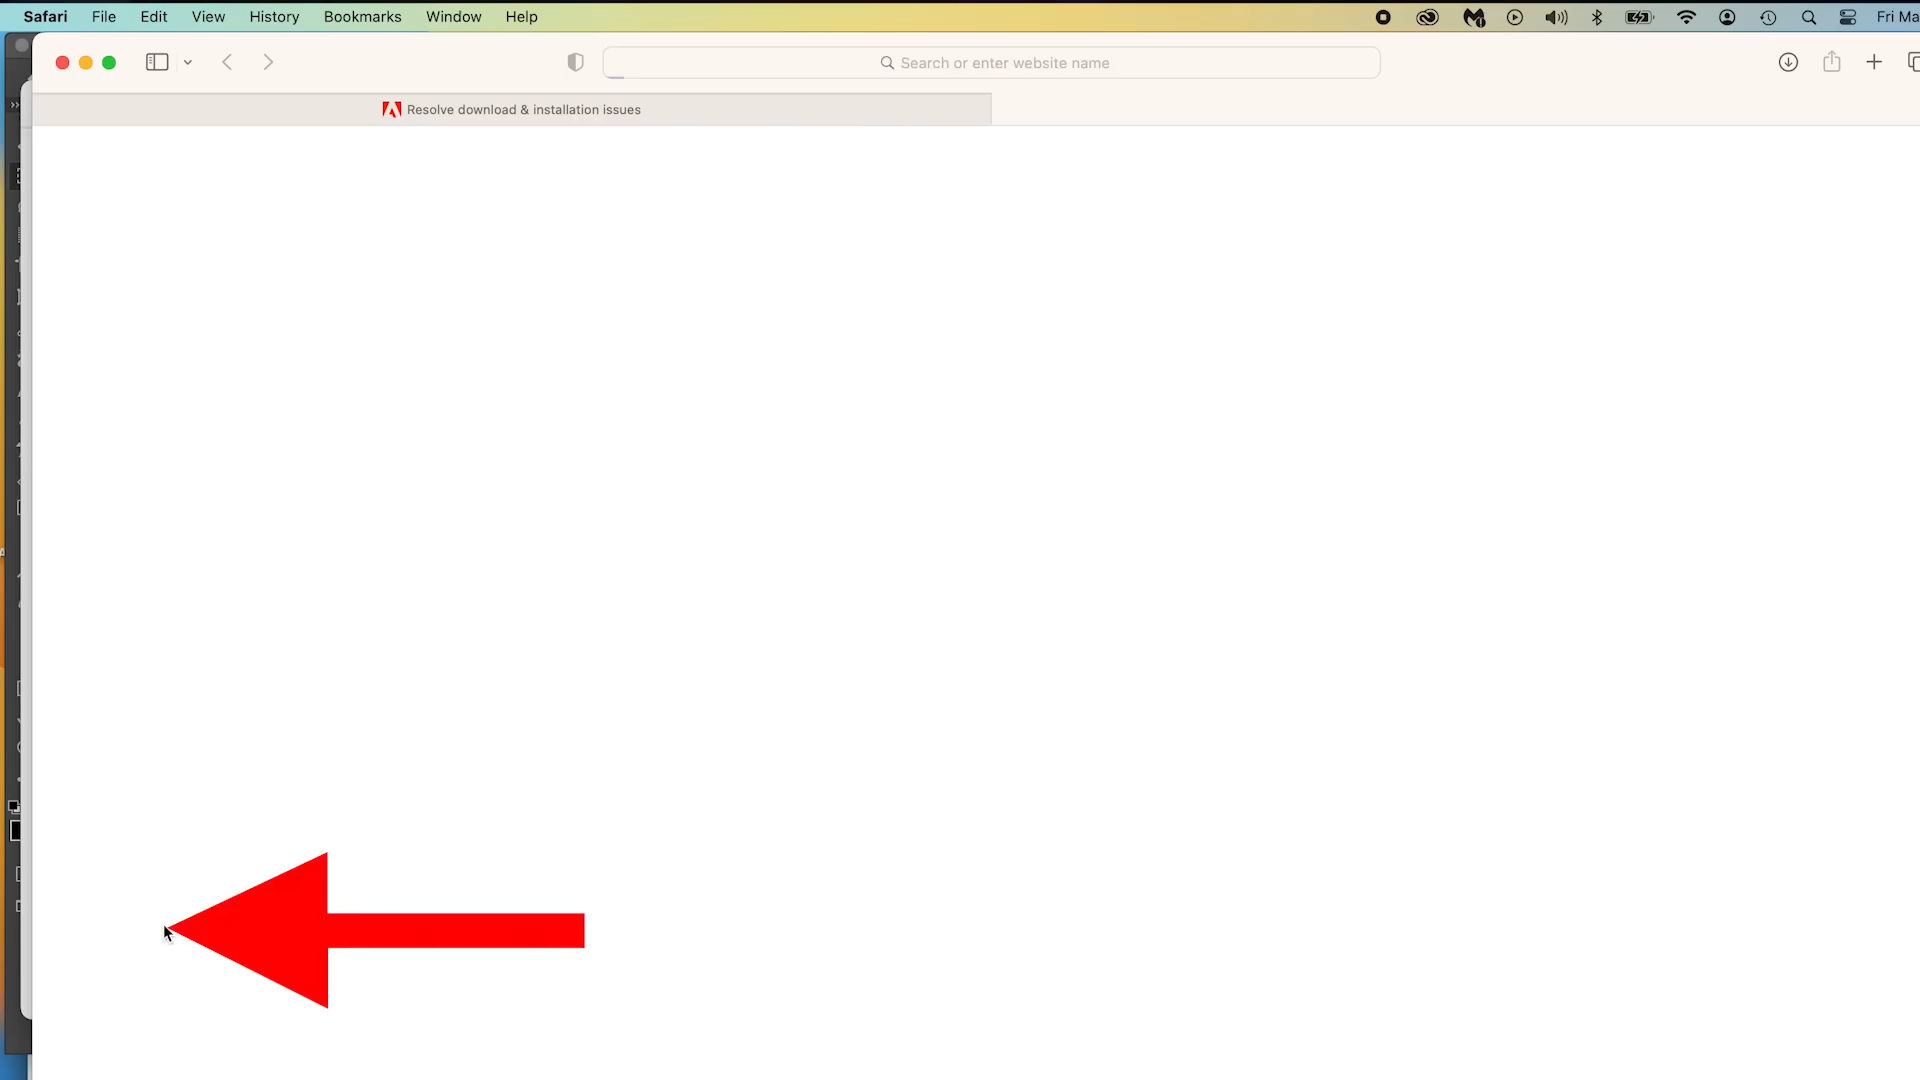 Safari File Edit View History Bookmarks Window Help Fri Ma
Search or enter website name
Resolve download & installation issues